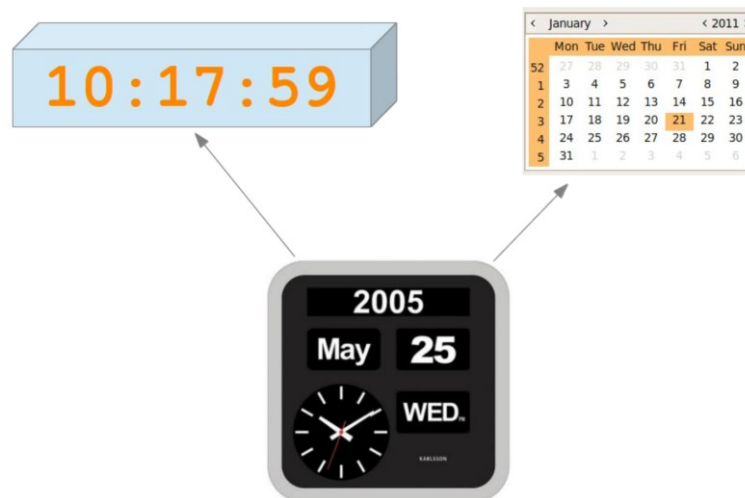 10:17:59
‹ January › ‹ 2011 ›
Mon Tue Wed Thu Fri Sat Sun
52 27 28 29 30 31 1 2
1 3 4 5 6 7 8 9
2 10 11 12 13 14 15 16
3 17 18 19 20 21 22 23
4 24 25 26 27 28 29 30
5 31 1 2 3 4 5 6
2005
May 25
WED
KARLSSON